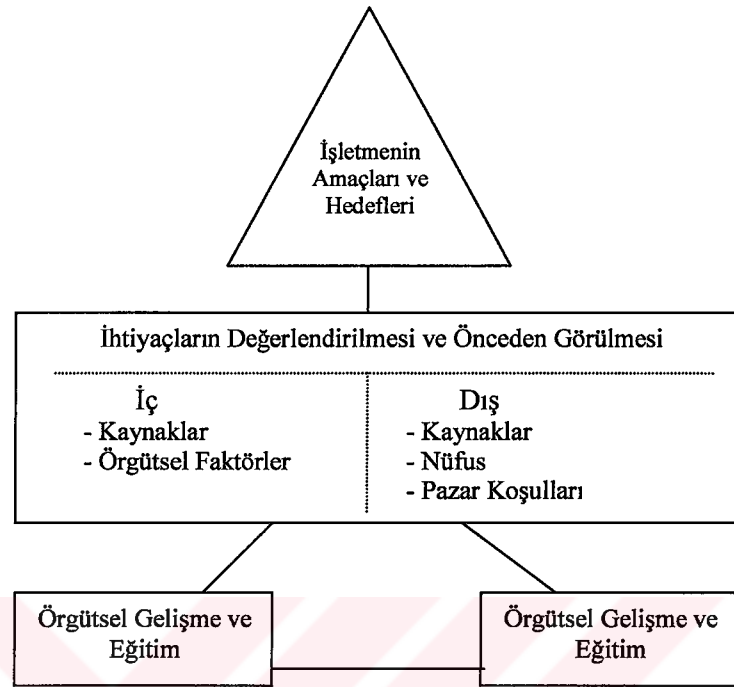 İşletmenin
Amaçları ve
Hedefleri
İhtiyaçların Değerlendirilmesi ve Önceden Görülmesi
İç
- Kaynaklar
- Örgütsel Faktörler
Dış
- Kaynaklar
- Nüfus
- Pazar Koşulları
Örgütsel Gelişme ve
Eğitim
Örgütsel Gelişme ve
Eğitim